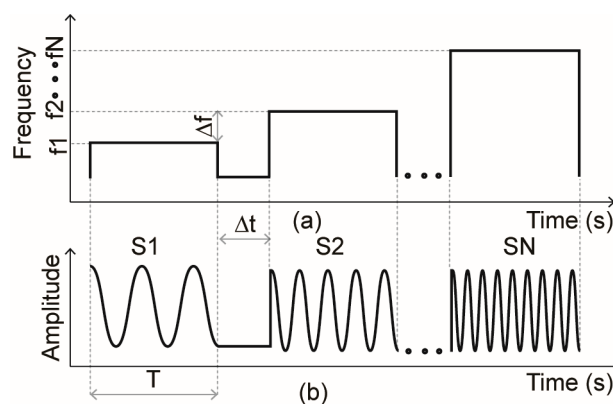 Frequency
f1 f2 • • • fN
Δf
Δt
(a)
Time (s)
S1
S2
SN
Amplitude
T
(b)
Time (s)